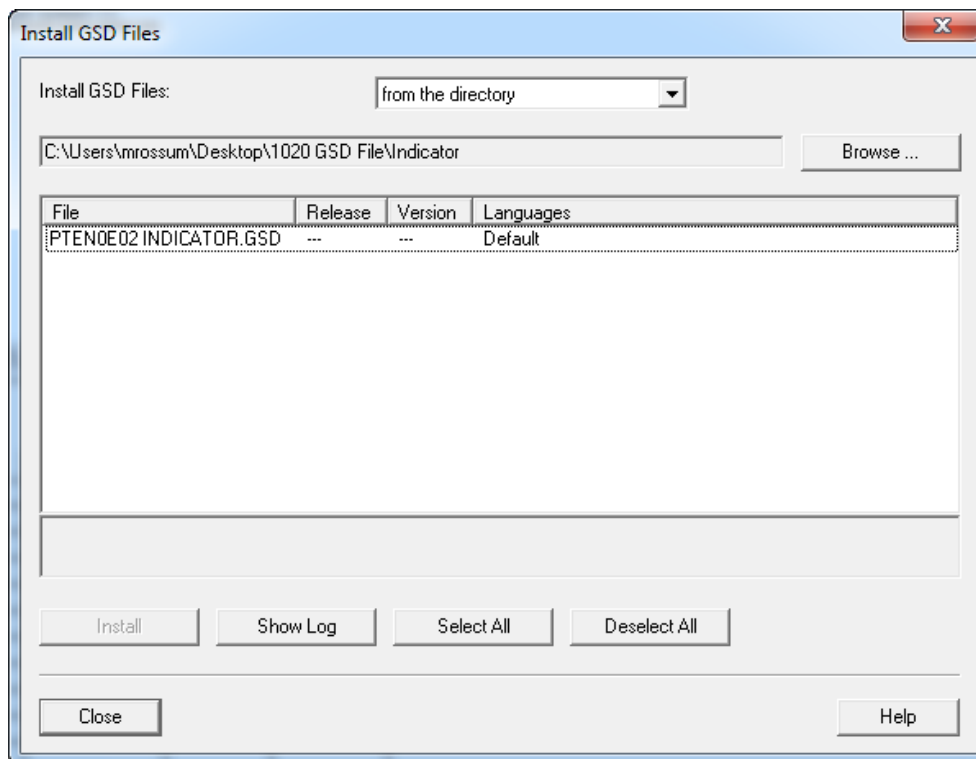 Install GSD Files
Install GSD Files: from the directory
C:\Users\mrossum\Desktop\1020 GSD File\Indicator Browse ...
File Release Version Languages
PTEN0E02 INDICATOR.GSD --- --- Default
Install Show Log Select All Deselect All
Close Help